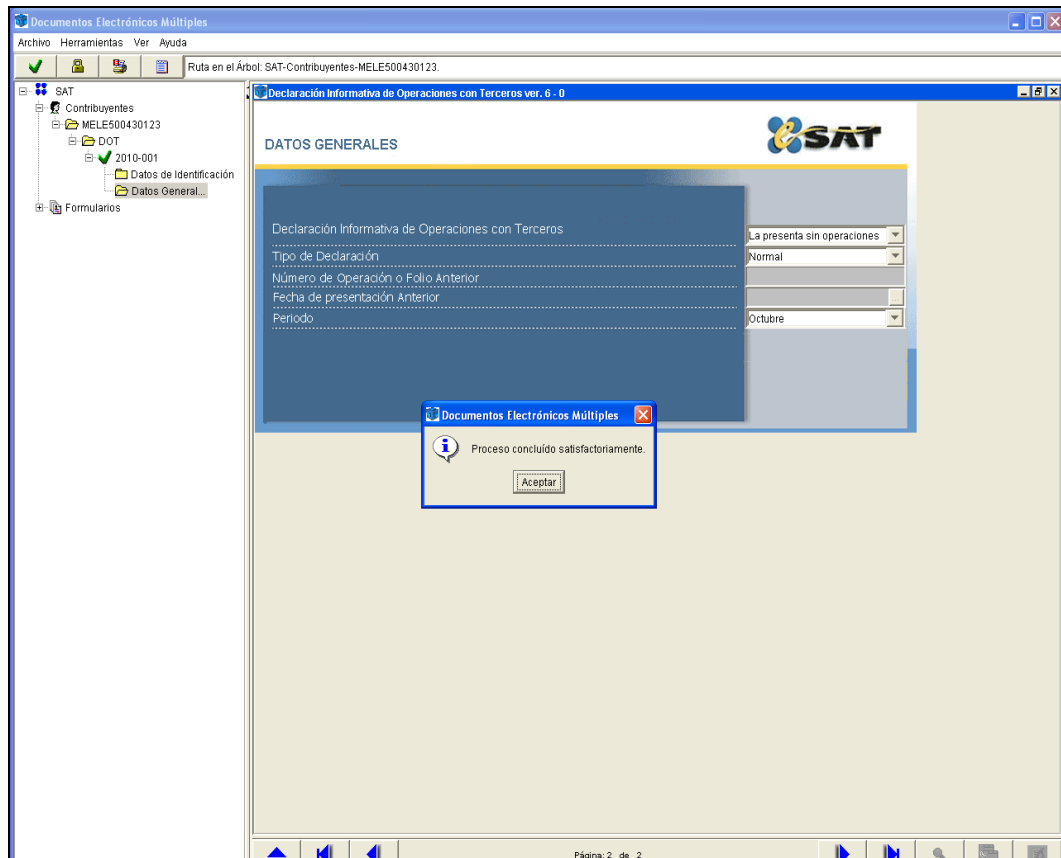 Documentos Electrónicos Múltiples
Archivo Herramientas Ver Ayuda
Ruta en el Árbol: SAT-Contribuyentes-MELE500430123.
SAT
Contribuyentes
MELE500430123
DOT
2010-001
Datos de Identificación
Datos General...
Formularios
Declaración Informativa de Operaciones con Terceros ver. 6 - 0
DATOS GENERALES
eSAT
Declaración Informativa de Operaciones con Terceros
La presenta sin operaciones
Tipo de Declaración
Normal
Número de Operación o Folio Anterior
Fecha de presentación Anterior
...
Periodo
Octubre
Documentos Electrónicos Múltiples
Proceso concluído satisfactoriamente.
Aceptar
Página: 2 de 2